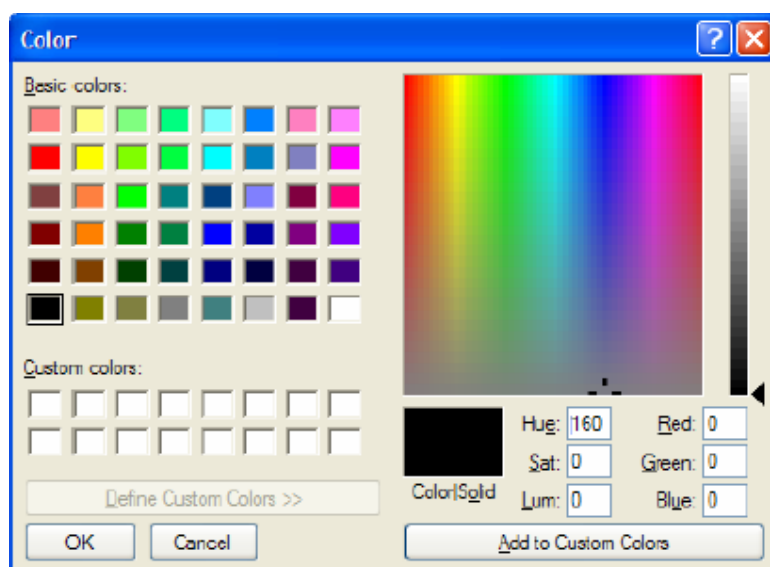 Color
Basic colors:
Custom colors:
Define Custom Colors >>
OK Cancel
Color|Solid
Hue: 160 Red: 0
Sat: 0 Green: 0
Lum: 0 Blue: 0
Add to Custom Colors